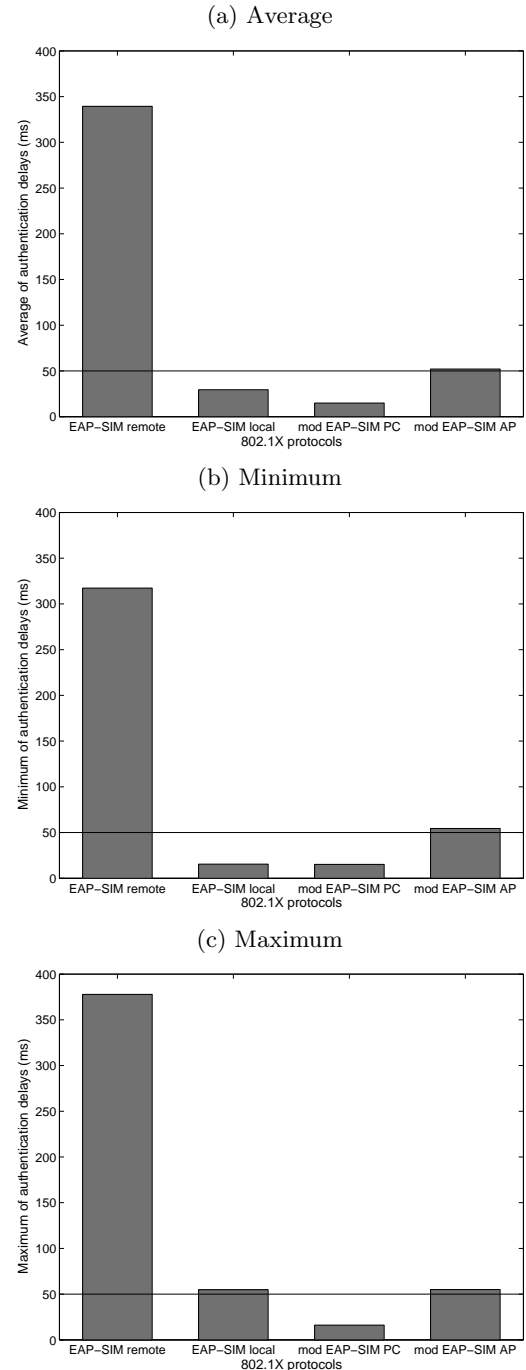 (a) Average
400
350
300
250
200
150
100
50
0
Average of authentication delays (ms)
EAP−SIM remote EAP−SIM local mod EAP−SIM PC mod EAP−SIM AP
802.1X protocols
(b) Minimum
400
350
300
250
200
150
100
50
0
Minimum of authentication delays (ms)
EAP−SIM remote EAP−SIM local mod EAP−SIM PC mod EAP−SIM AP
802.1X protocols
(c) Maximum
400
350
300
250
200
150
100
50
0
Maximum of authentication delays (ms)
EAP−SIM remote EAP−SIM local mod EAP−SIM PC mod EAP−SIM AP
802.1X protocols